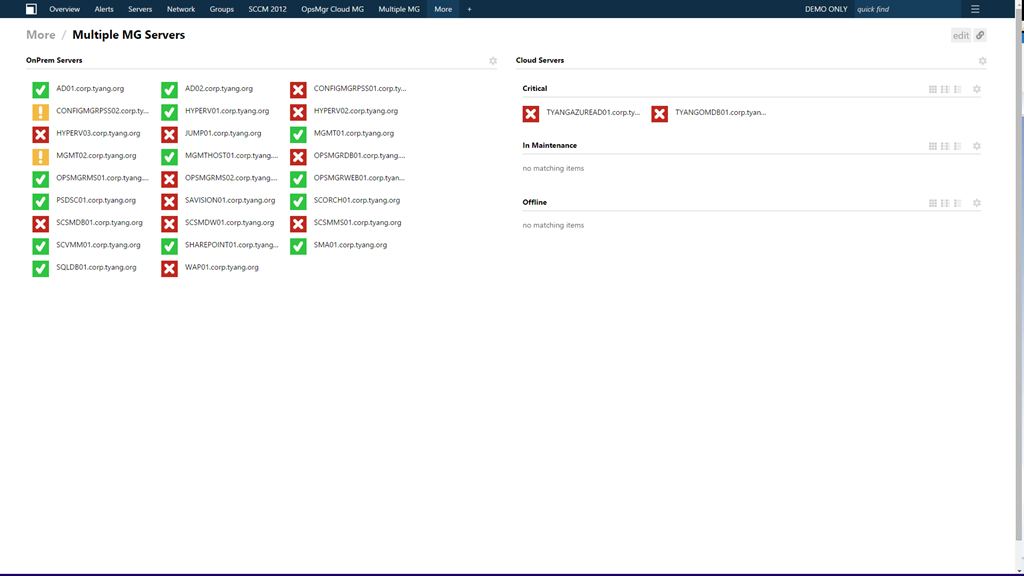 Overview Alerts Servers Network Groups SCCM 2012 OpsMgr Cloud MG Multiple MG More + DEMO ONLY quick find
More / Multiple MG Servers edit
OnPrem Servers
AD01.corp.tyang.org AD02.corp.tyang.org CONFIGMGRPSS01.corp.ty...
CONFIGMGRPSS02.corp.ty... HYPERV01.corp.tyang.org HYPERV02.corp.tyang.org
HYPERV03.corp.tyang.org JUMP01.corp.tyang.org MGMT01.corp.tyang.org
MGMT02.corp.tyang.org MGMTHOST01.corp.tyang.... OPSMGRDB01.corp.tyang....
OPSMGRMS01.corp.tyang.... OPSMGRMS02.corp.tyang.... OPSMGRWEB01.corp.tyan...
PSDSC01.corp.tyang.org SAVISION01.corp.tyang.org SCORCH01.corp.tyang.org
SCSMDB01.corp.tyang.org SCSMDW01.corp.tyang.org SCSMMS01.corp.tyang.org
SCVMM01.corp.tyang.org SHAREPOINT01.corp.tyang... SMA01.corp.tyang.org
SQLDB01.corp.tyang.org WAP01.corp.tyang.org
Cloud Servers
Critical
TYANGAZUREAD01.corp.ty... TYANGOMDB01.corp.tyan...
In Maintenance
no matching items
Offline
no matching items